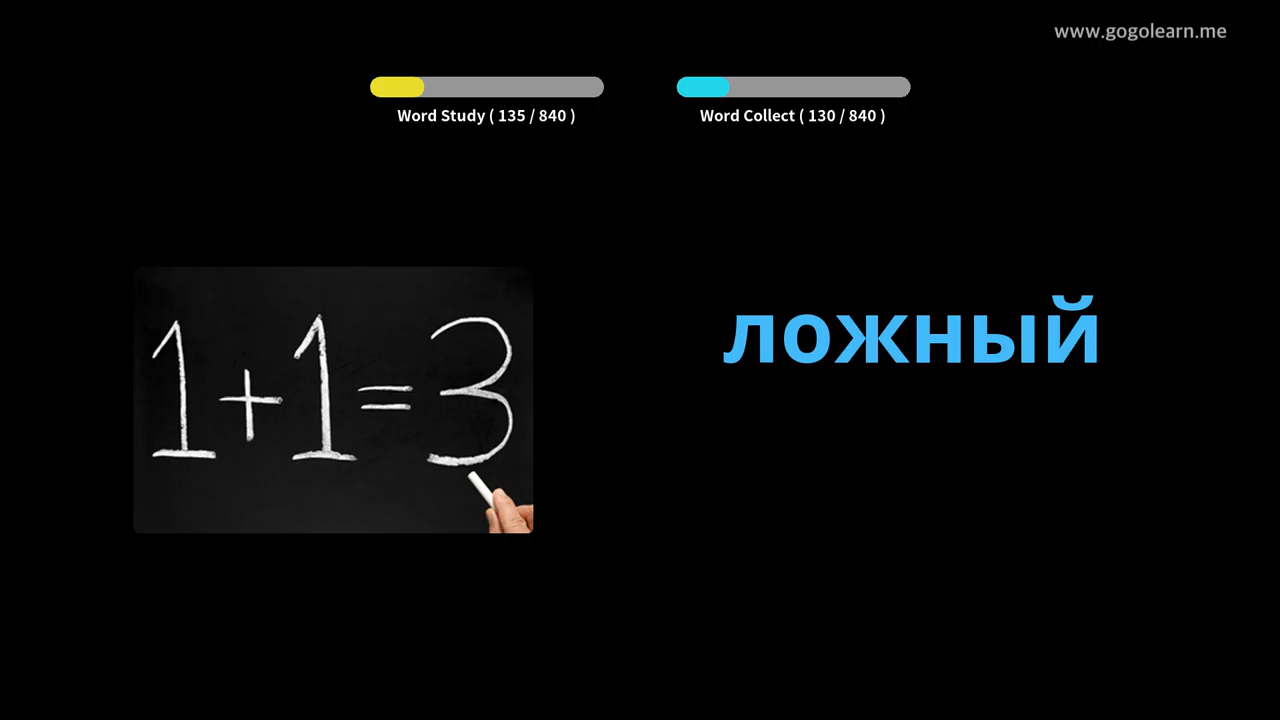 www.gogolearn.me
Word Study ( 135 / 840 )
Word Collect ( 130 / 840 )
1+1=3
ложный